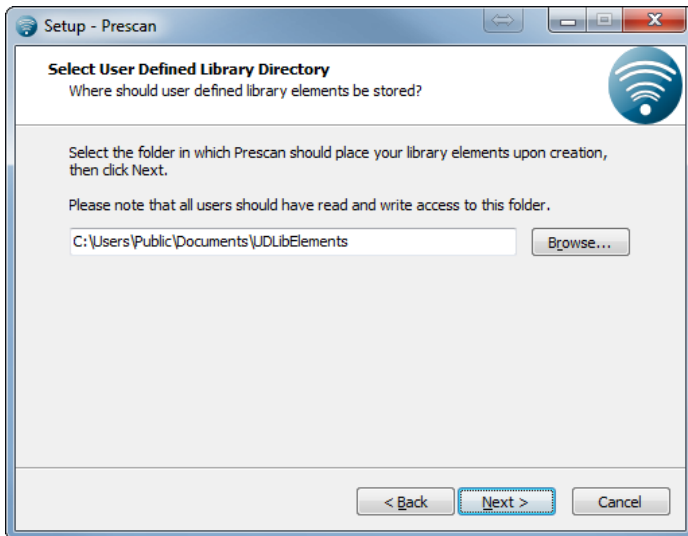 Setup - Prescan
Select User Defined Library Directory
Where should user defined library elements be stored?
Select the folder in which Prescan should place your library elements upon creation,
then click Next.
Please note that all users should have read and write access to this folder.
C:\Users\Public\Documents\UDLibElements
Browse...
< Back
Next >
Cancel